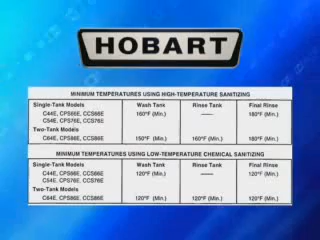 HOBART
MINIMUM TEMPERATURES USING HIGH-TEMPERATURE SANITIZING
Single-Tank Models Wash Tank Rinse Tank Final Rinse
C44E, CPS66E, CCS66E 160°F (Min.) —— 180°F (Min.)
C54E, CPS76E, CCS76E
Two-Tank Models
C64E, CPS86E, CCS86E 150°F (Min.) 160°F (Min.) 180°F (Min.)
MINIMUM TEMPERATURES USING LOW-TEMPERATURE CHEMICAL SANITIZING
Single-Tank Models Wash Tank Rinse Tank Final Rinse
C44E, CPS66E, CCS66E 120°F (Min.) —— 120°F (Min.)
C54E, CPS76E, CCS76E
Two-Tank Models
C64E, CPS86E, CCS86E 120°F (Min.) 120°F (Min.) 120°F (Min.)